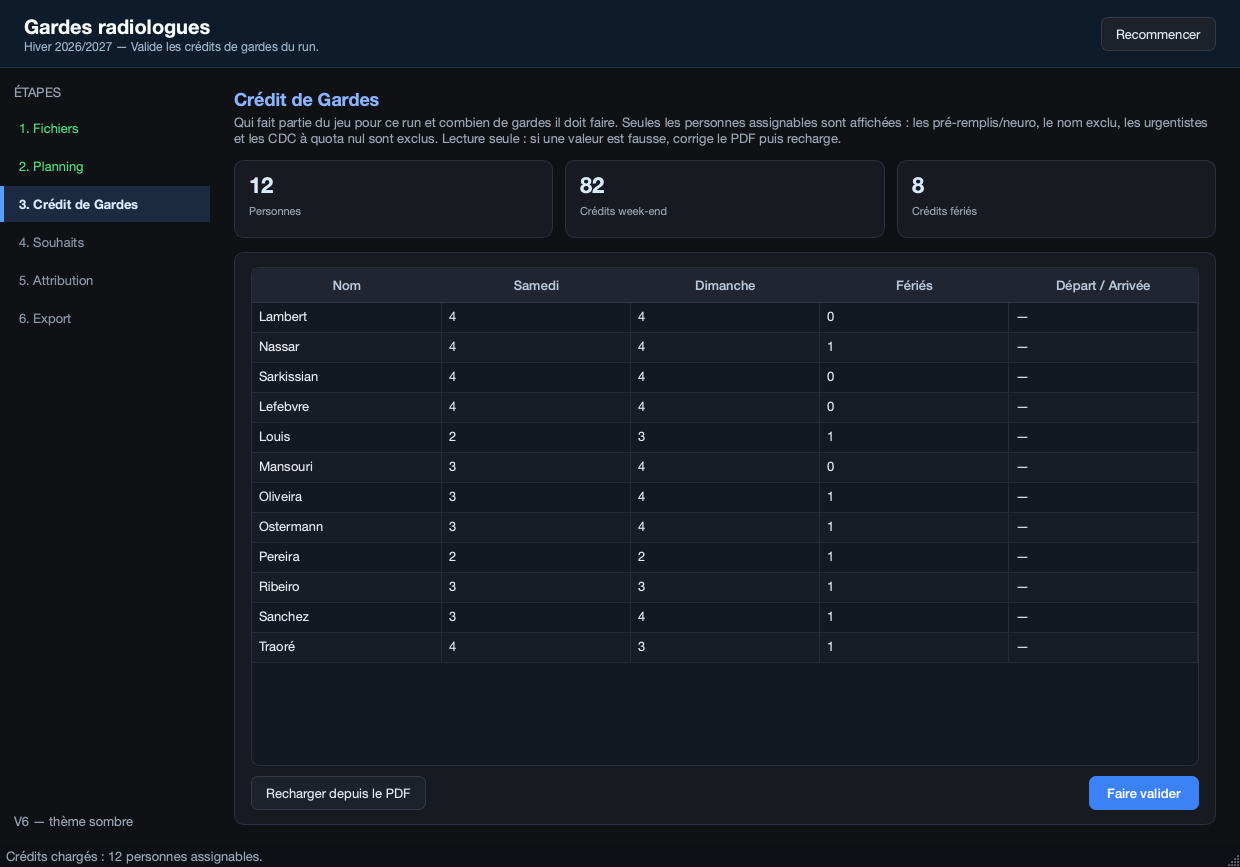 Gardes radiologues
Hiver 2026/2027 — Valide les crédits de gardes du run.
Recommencer
ÉTAPES
1. Fichiers
2. Planning
3. Crédit de Gardes
4. Souhaits
5. Attribution
6. Export
V6 — thème sombre
Crédit de Gardes
Qui fait partie du jeu pour ce run et combien de gardes il doit faire. Seules les personnes assignables sont affichées : les pré-remplis/neuro, le nom exclu, les urgentistes
et les CDC à quota nul sont exclus. Lecture seule : si une valeur est fausse, corrige le PDF puis recharge.
12
Personnes
82
Crédits week-end
8
Crédits fériés
Nom Samedi Dimanche Fériés Départ / Arrivée
Lambert 4 4 0 —
Nassar 4 4 1 —
Sarkissian 4 4 0 —
Lefebvre 4 4 0 —
Louis 2 3 1 —
Mansouri 3 4 0 —
Oliveira 3 4 1 —
Ostermann 3 4 1 —
Pereira 2 2 1 —
Ribeiro 3 3 1 —
Sanchez 3 4 1 —
Traoré 4 3 1 —
Recharger depuis le PDF
Faire valider
Crédits chargés : 12 personnes assignables.